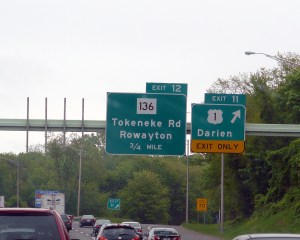 EXIT 12
136
Tokeneke Rd
Rowayton
3/4 MILE
EXIT 11
1
Darien
EXIT ONLY